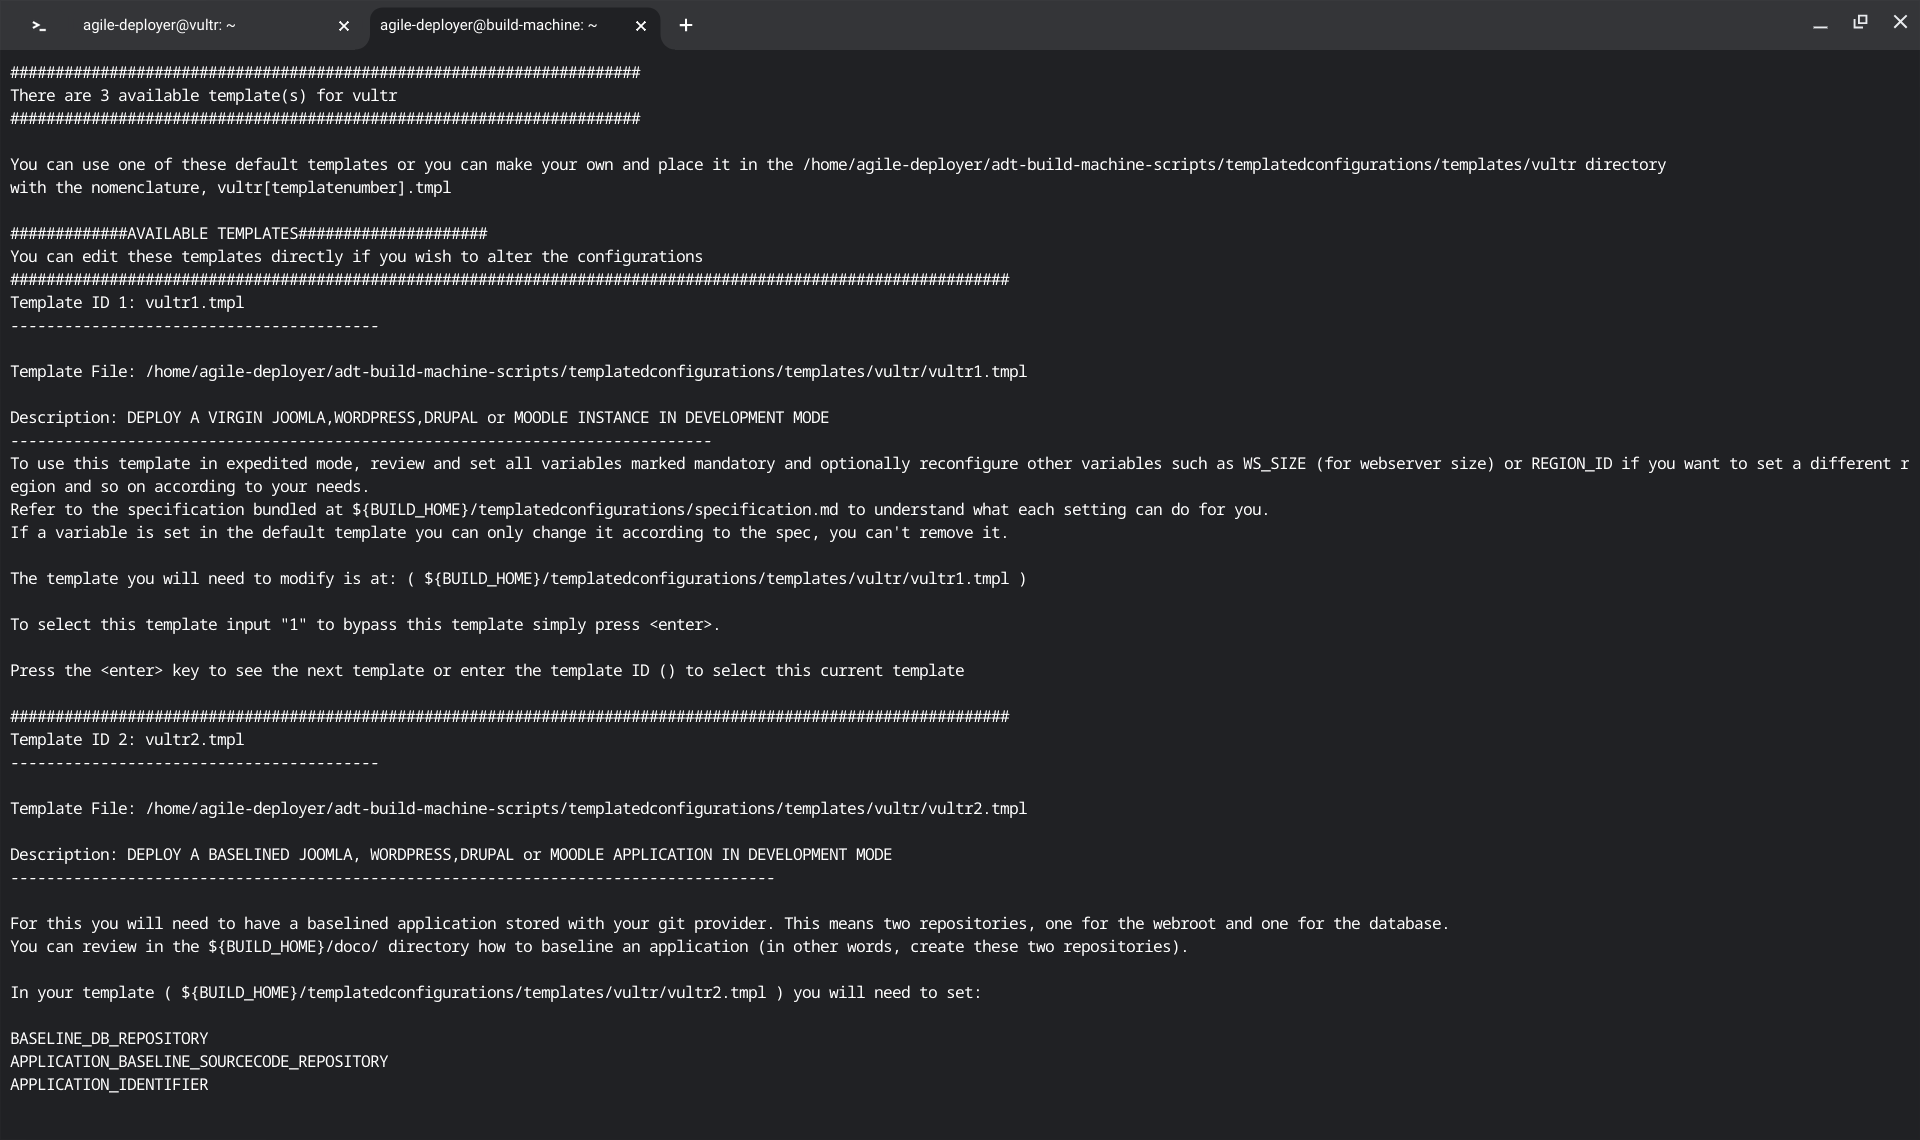 agile-deployer@vultr: ~
agile-deployer@build-machine: ~
######################################################################
There are 3 available template(s) for vultr
######################################################################
You can use one of these default templates or you can make your own and place it in the /home/agile-deployer/adt-build-machine-scripts/templatedconfigurations/templates/vultr directory
with the nomenclature, vultr[templatenumber].tmpl
#############AVAILABLE TEMPLATES#####################
You can edit these templates directly if you wish to alter the configurations
###############################################################################################################
Template ID 1: vultr1.tmpl
-----------------------------------------
Template File: /home/agile-deployer/adt-build-machine-scripts/templatedconfigurations/templates/vultr/vultr1.tmpl
Description: DEPLOY A VIRGIN JOOMLA,WORDPRESS,DRUPAL or MOODLE INSTANCE IN DEVELOPMENT MODE
------------------------------------------------------------------------------
To use this template in expedited mode, review and set all variables marked mandatory and optionally reconfigure other variables such as WS_SIZE (for webserver size) or REGION_ID if you want to set a different r
egion and so on according to your needs.
Refer to the specification bundled at ${BUILD_HOME}/templatedconfigurations/specification.md to understand what each setting can do for you.
If a variable is set in the default template you can only change it according to the spec, you can't remove it.
The template you will need to modify is at: ( ${BUILD_HOME}/templatedconfigurations/templates/vultr/vultr1.tmpl )
To select this template input "1" to bypass this template simply press <enter>.
Press the <enter> key to see the next template or enter the template ID () to select this current template
###############################################################################################################
Template ID 2: vultr2.tmpl
-----------------------------------------
Template File: /home/agile-deployer/adt-build-machine-scripts/templatedconfigurations/templates/vultr/vultr2.tmpl
Description: DEPLOY A BASELINED JOOMLA, WORDPRESS,DRUPAL or MOODLE APPLICATION IN DEVELOPMENT MODE
-------------------------------------------------------------------------------------
For this you will need to have a baselined application stored with your git provider. This means two repositories, one for the webroot and one for the database.
You can review in the ${BUILD_HOME}/doco/ directory how to baseline an application (in other words, create these two repositories).
In your template ( ${BUILD_HOME}/templatedconfigurations/templates/vultr/vultr2.tmpl ) you will need to set:
BASELINE_DB_REPOSITORY
APPLICATION_BASELINE_SOURCECODE_REPOSITORY
APPLICATION_IDENTIFIER